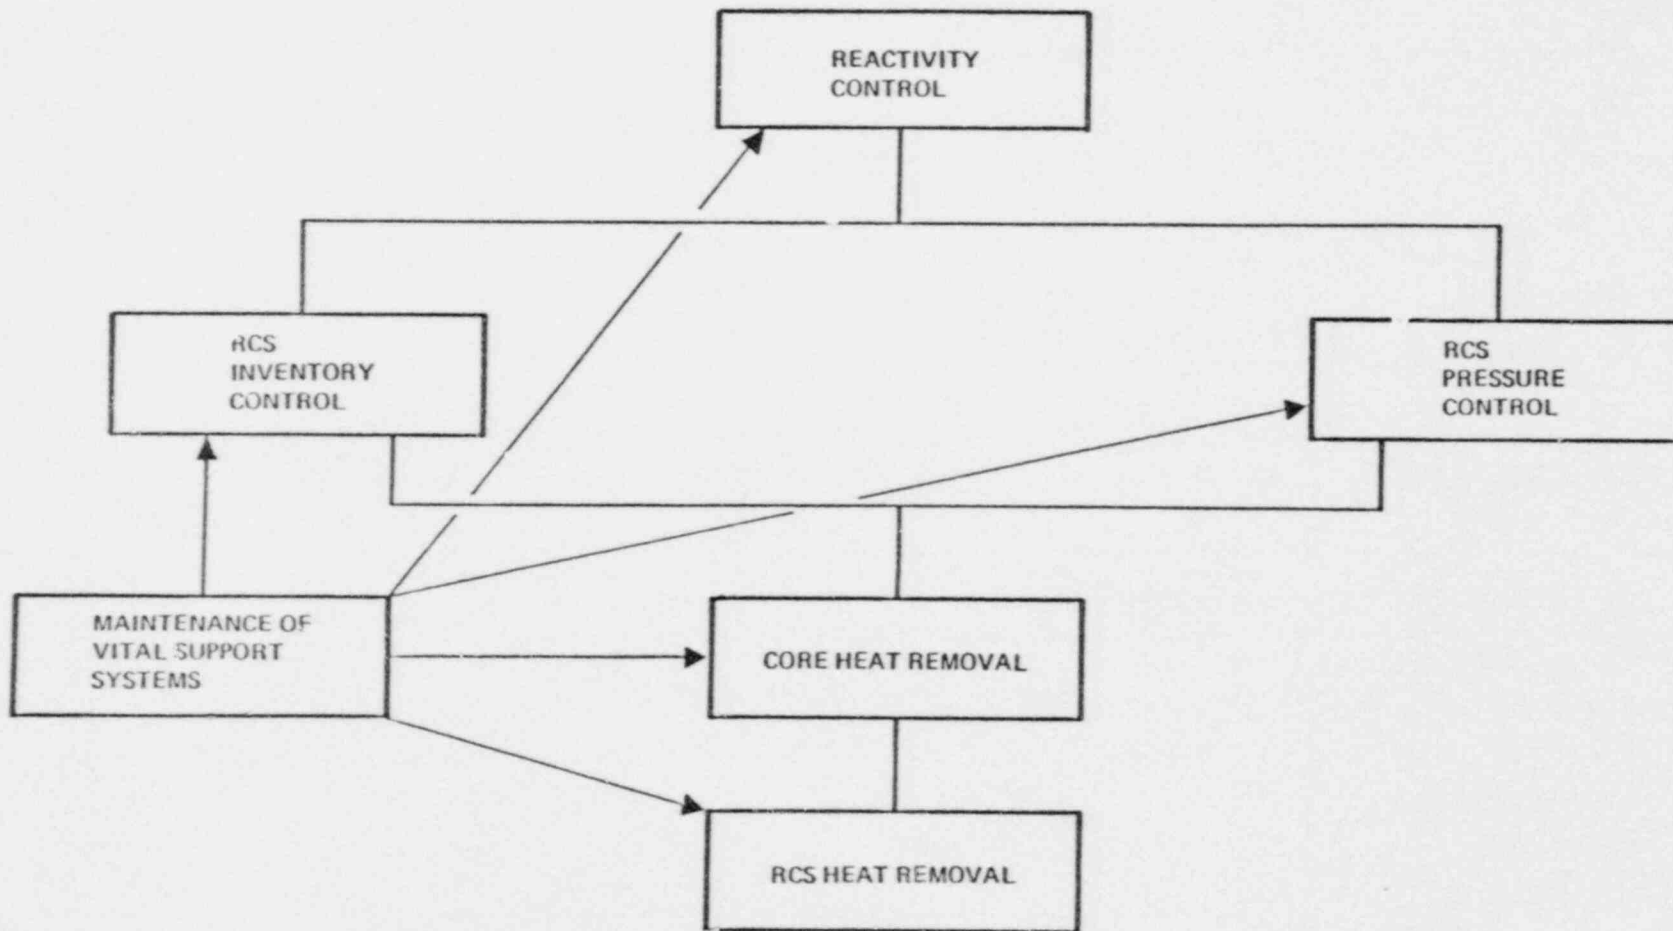 REACTIVITY
CONTROL
RCS
INVENTORY
CONTROL
RCS
PRESSURE
CONTROL
MAINTENANCE OF
VITAL SUPPORT
SYSTEMS
CORE HEAT REMOVAL
RCS HEAT REMOVAL